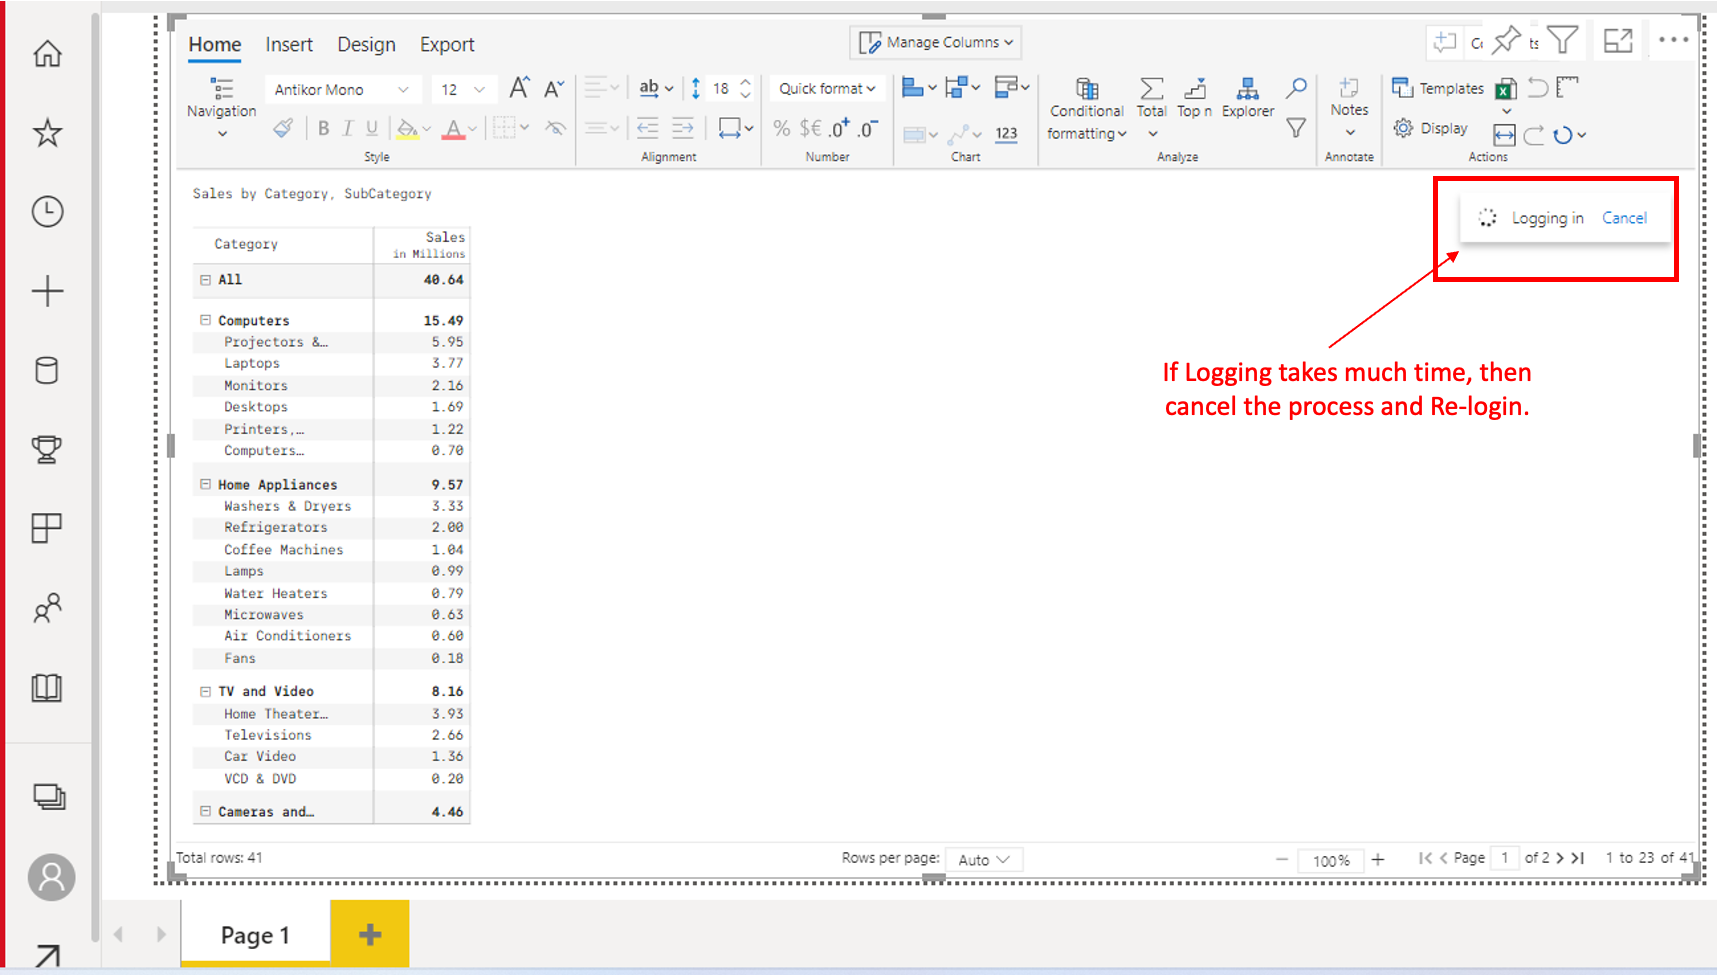 Home Insert Design Export
Manage Columns
Navigation
Antikor Mono 12
B I U
Style
ab 18
Alignment
Quick format
% $€ .0+ .0-
Number
123
Chart
Conditional formatting
Total
Top n
Explorer
Analyze
Notes
Annotate
Templates
Display
Actions
Sales by Category, SubCategory
Logging in Cancel
Category Sales
in Millions
All 40.64
Computers 15.49
Projectors &… 5.95
Laptops 3.77
Monitors 2.16
Desktops 1.69
Printers,… 1.22
Computers… 0.70
Home Appliances 9.57
Washers & Dryers 3.33
Refrigerators 2.00
Coffee Machines 1.04
Lamps 0.99
Water Heaters 0.79
Microwaves 0.63
Air Conditioners 0.60
Fans 0.18
TV and Video 8.16
Home Theater… 3.93
Televisions 2.66
Car Video 1.36
VCD & DVD 0.20
Cameras and… 4.46
If Logging takes much time, then
cancel the process and Re-login.
Total rows: 41 Rows per page: Auto 100% Page 1 of 2 1 to 23 of 41
Page 1